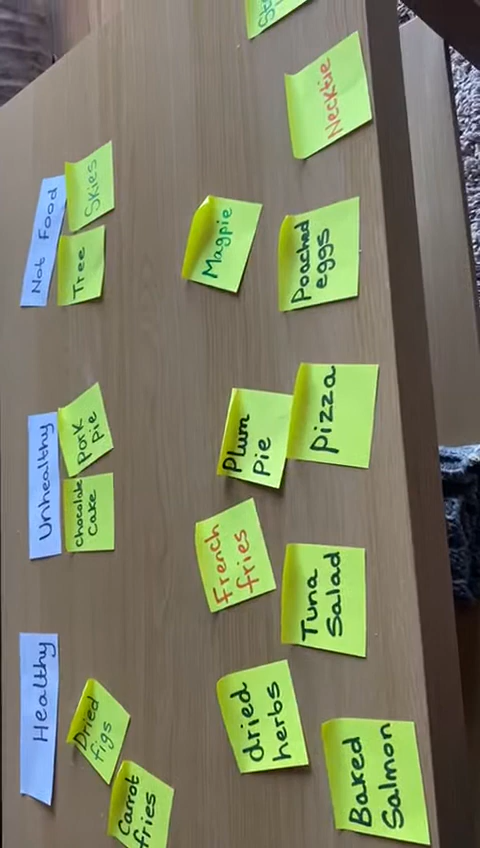 Healthy
Unhealthy
Not Food
Dried
figs
Carrot
fries
chocolate
cake
pork
pie
Tree
Skies
dried
herbs
French
fries
Plum
pie
Magpie
Baked
Salmon
Tuna
Salad
pizza
Poached
eggs
Necktie